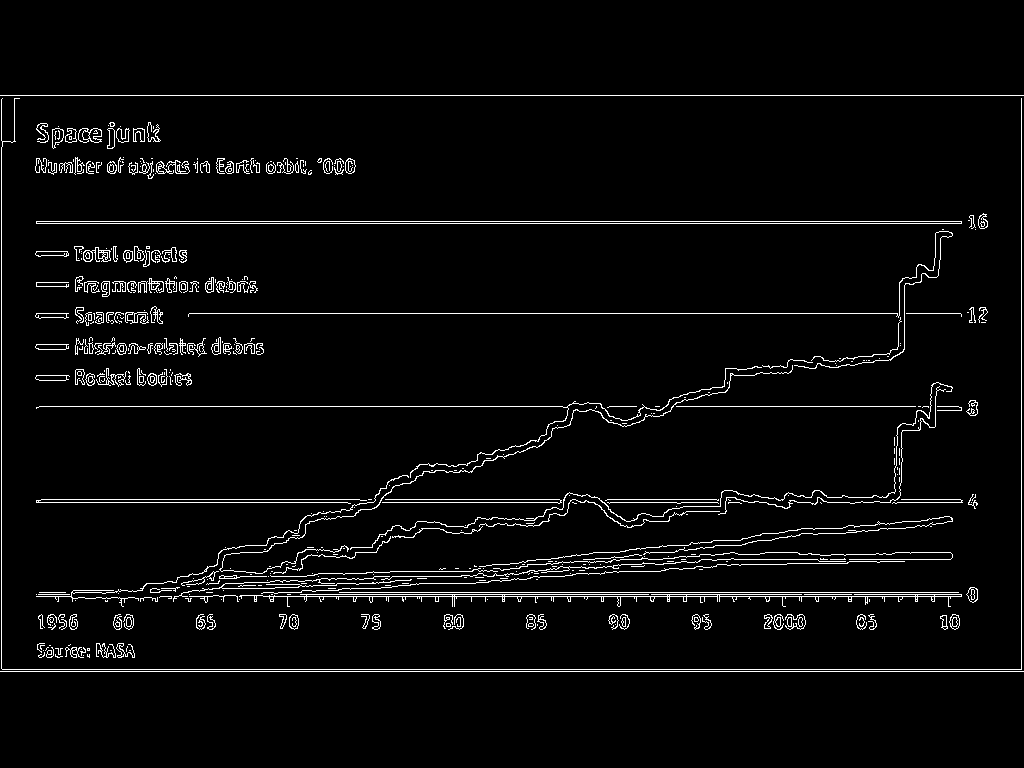 Space junk
Number of objects in Earth orbit, '000
16
Total objects
Fragmentation debris
Spacecraft
12
Mission-related debris
Rocket bodies
8
4
0
1956 60 65 70 75 80 85 90 95 2000 05 10
Source: NASA